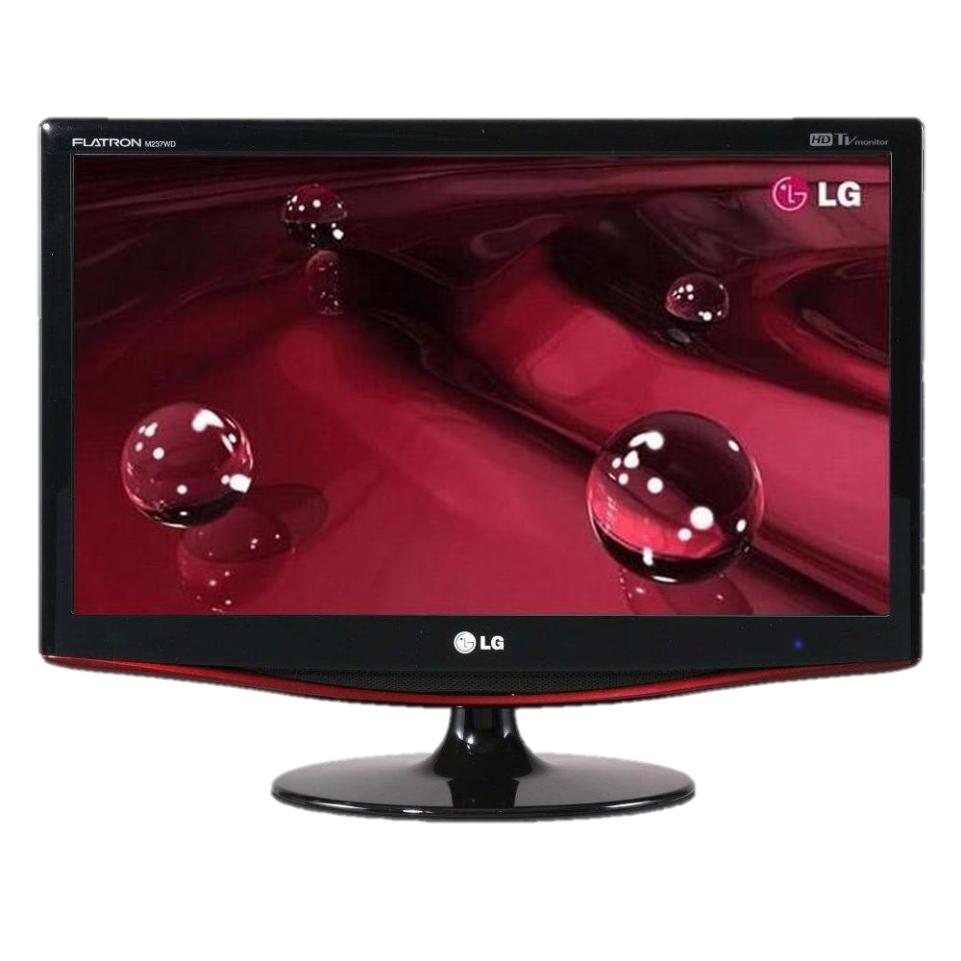 FLATRON M237WD
HD TV monitor
LG
LG